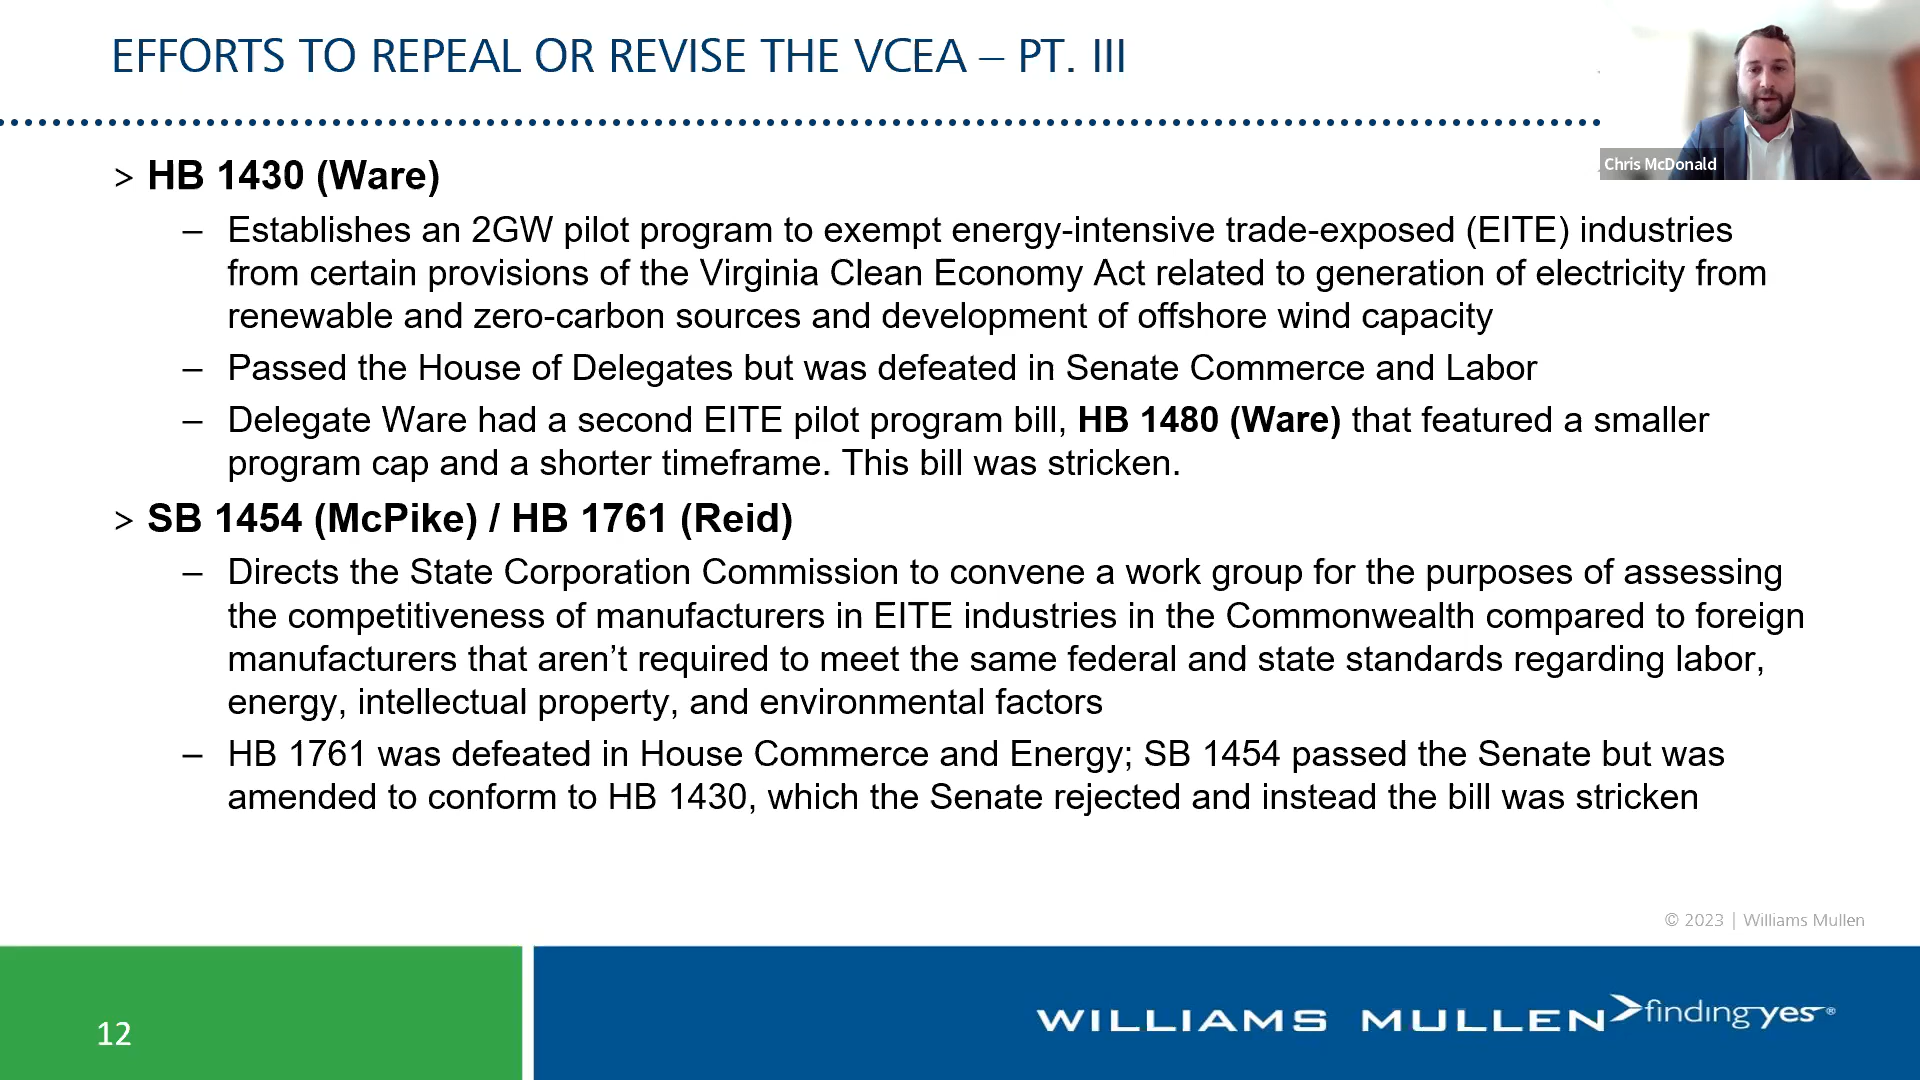 EFFORTS TO REPEAL OR REVISE THE VCEA – PT. III
Chris McDonald
> HB 1430 (Ware)
– Establishes an 2GW pilot program to exempt energy-intensive trade-exposed (EITE) industries
from certain provisions of the Virginia Clean Economy Act related to generation of electricity from
renewable and zero-carbon sources and development of offshore wind capacity
– Passed the House of Delegates but was defeated in Senate Commerce and Labor
– Delegate Ware had a second EITE pilot program bill, HB 1480 (Ware) that featured a smaller
program cap and a shorter timeframe. This bill was stricken.
> SB 1454 (McPike) / HB 1761 (Reid)
– Directs the State Corporation Commission to convene a work group for the purposes of assessing
the competitiveness of manufacturers in EITE industries in the Commonwealth compared to foreign
manufacturers that aren’t required to meet the same federal and state standards regarding labor,
energy, intellectual property, and environmental factors
– HB 1761 was defeated in House Commerce and Energy; SB 1454 passed the Senate but was
amended to conform to HB 1430, which the Senate rejected and instead the bill was stricken
© 2023 | Williams Mullen
12
WILLIAMS MULLEN finding yes®